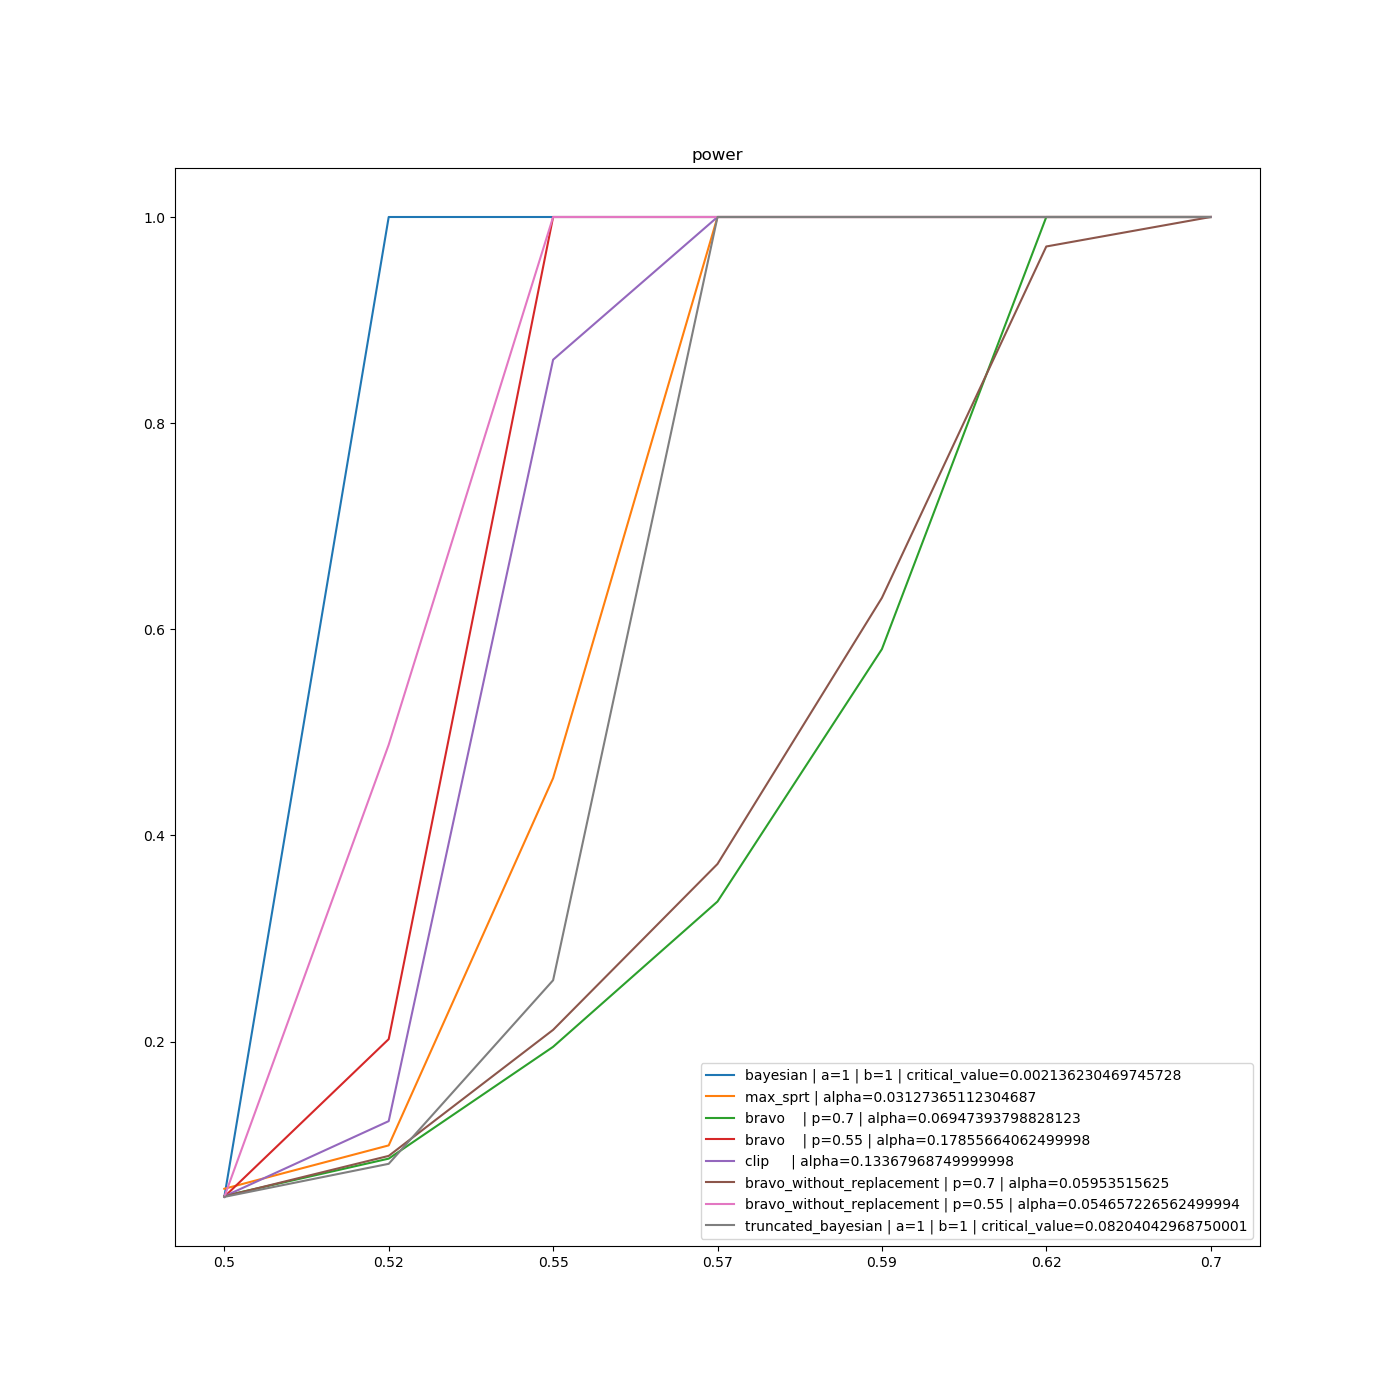 power
1.0
0.8
0.6
0.4
0.2
bayesian | a=1 | b=1 | critical_value=0.002136230469745728
max_sprt | alpha=0.03127365112304687
bravo    | p=0.7 | alpha=0.06947393798828123
bravo    | p=0.55 | alpha=0.17855664062499998
clip     | alpha=0.13367968749999998
bravo_without_replacement | p=0.7 | alpha=0.05953515625
bravo_without_replacement | p=0.55 | alpha=0.054657226562499994
truncated_bayesian | a=1 | b=1 | critical_value=0.08204042968750001
0.5 0.52 0.55 0.57 0.59 0.62 0.7